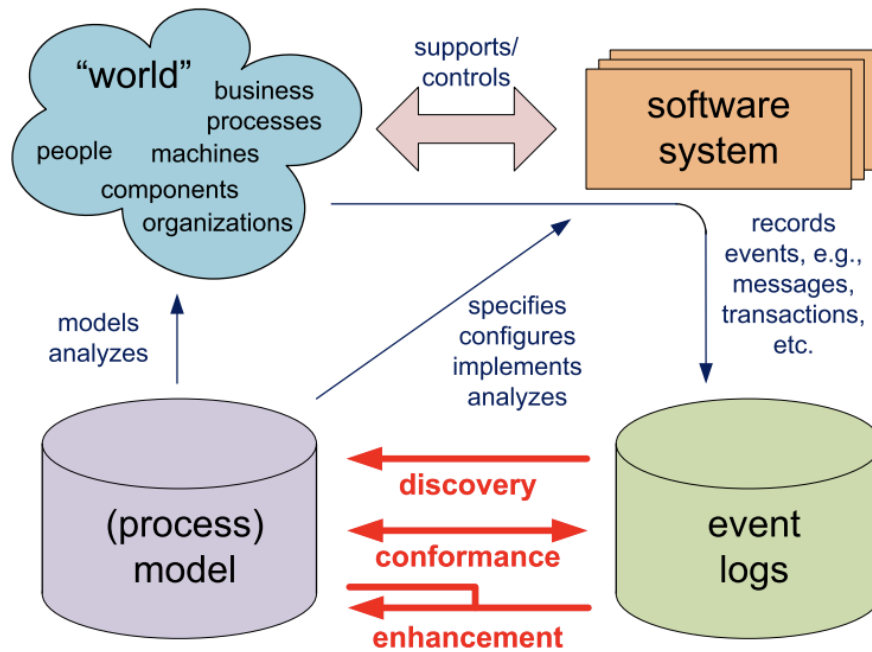 “world”
business
processes
people
machines
components
organizations
supports/
controls
software
system
records
events, e.g.,
messages,
transactions,
etc.
models
analyzes
specifies
configures
implements
analyzes
(process)
model
discovery
conformance
enhancement
event
logs